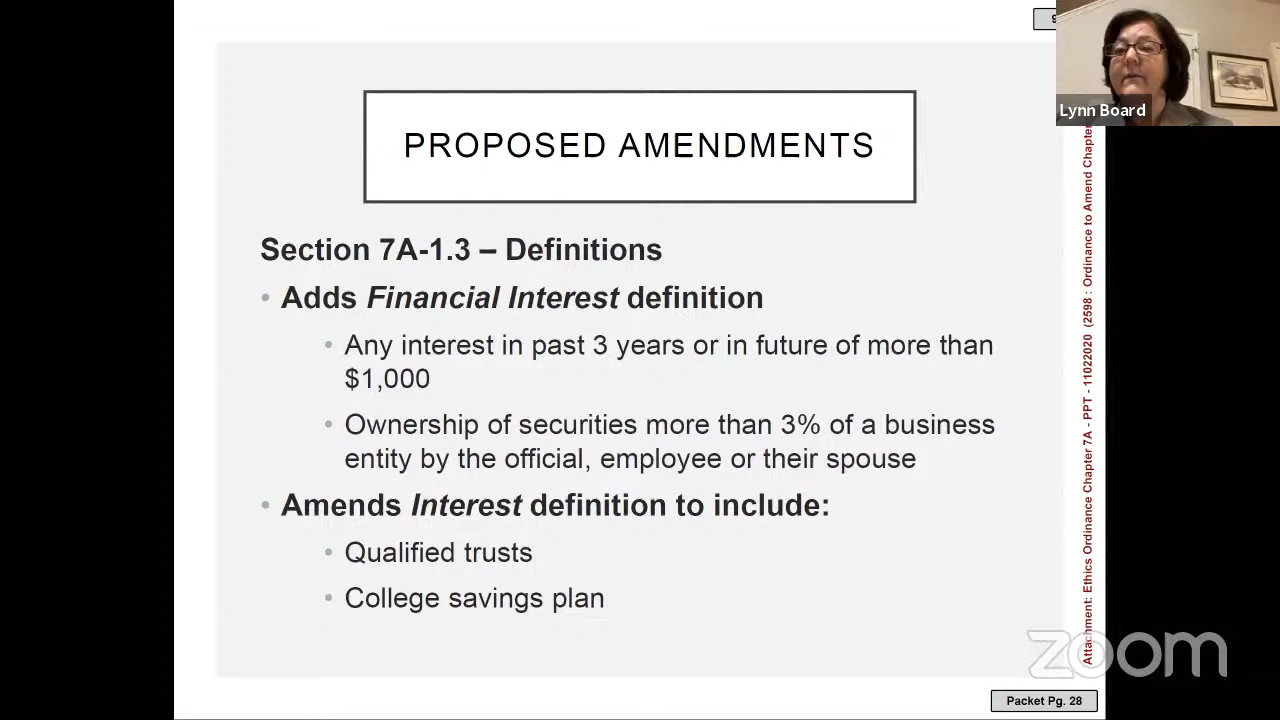 9
Lynn Board
PROPOSED AMENDMENTS
Section 7A-1.3 – Definitions
• Adds Financial Interest definition
• Any interest in past 3 years or in future of more than
$1,000
• Ownership of securities more than 3% of a business
entity by the official, employee or their spouse
• Amends Interest definition to include:
• Qualified trusts
• College savings plan
Attachment: Ethics Ordinance Chapter 7A - PPT - 11022020 (2598 : Ordinance to Amend Chapter
zoom
Packet Pg. 28